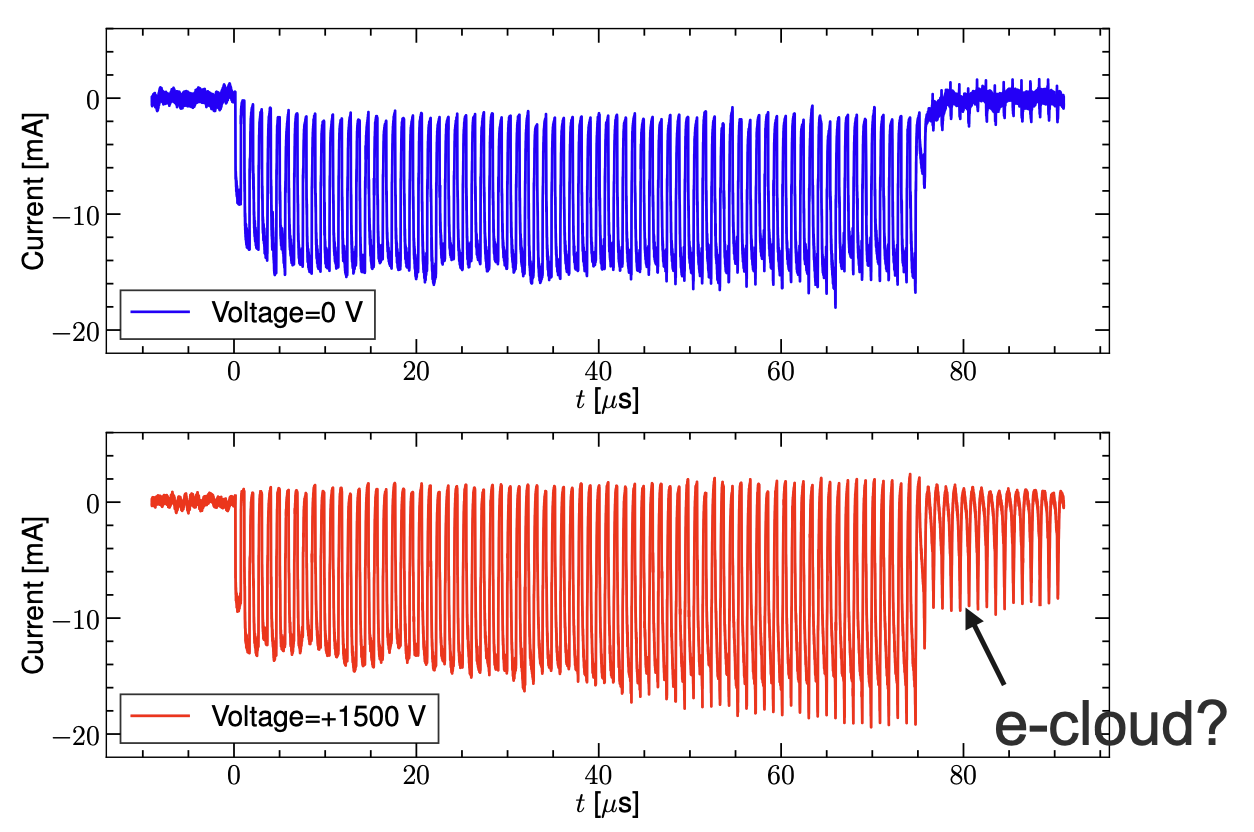 0
−10
−20
Current [mA]
Voltage=0 V
0 20 40 60 80
t [μs]
0
−10
−20
Current [mA]
Voltage=+1500 V
e-cloud?
0 20 40 60 80
t [μs]